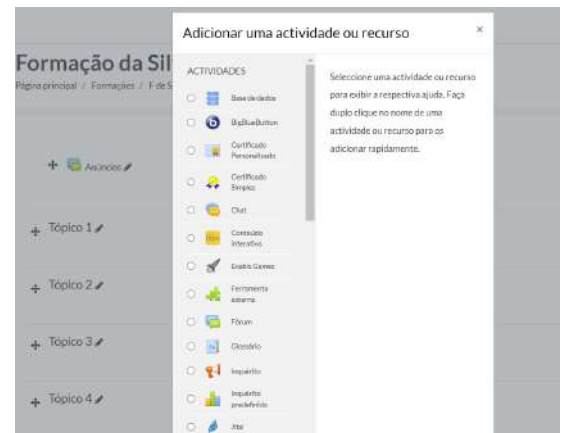 Adicionar uma actividade ou recurso
×
Formação da Sil
Página principal / Formações / F de S
Anúncios
Tópico 1
Tópico 2
Tópico 3
Tópico 4
ACTIVIDADES
Base de dados
BigBlueButton
Certificado
Personalizado
Certificado
Simples
Chat
Conteúdo
Interativo
Exabis Games
Ferramenta
externa
Fórum
Glossário
Inquérito
Inquérito
predefinido
Jitsi
Seleccione uma actividade ou recurso
para exibir a respectiva ajuda. Faça
duplo clique no nome de uma
actividade ou recurso para os
adicionar rapidamente.